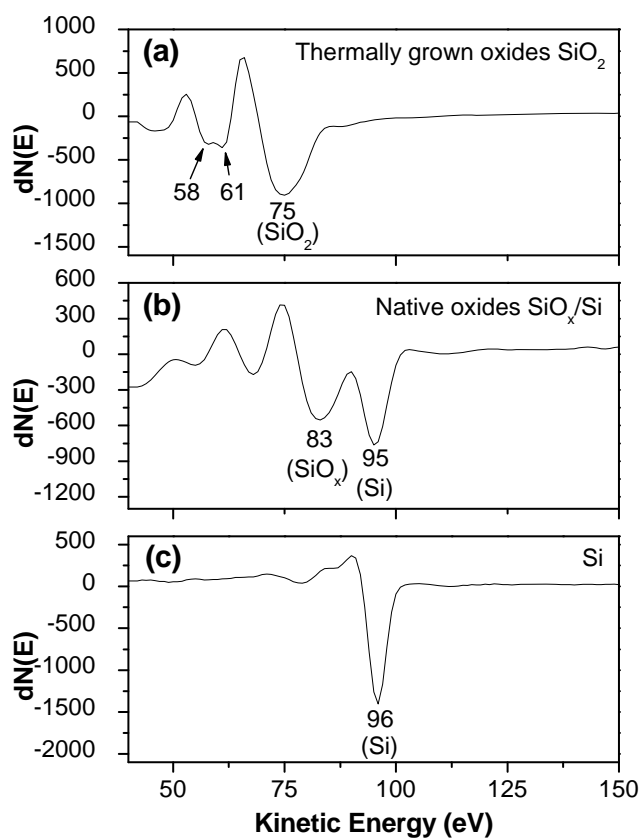 (a) Thermally grown oxides SiO₂
1000
500
0
-500
-1000
-1500
dN(E)
58 61
75
(SiO₂)
(b) Native oxides SiOₓ/Si
600
300
0
-300
-600
-900
-1200
dN(E)
83
(SiOₓ)
95
(Si)
(c) Si
500
0
-500
-1000
-1500
-2000
dN(E)
96
(Si)
50 75 100 125 150
Kinetic Energy (eV)